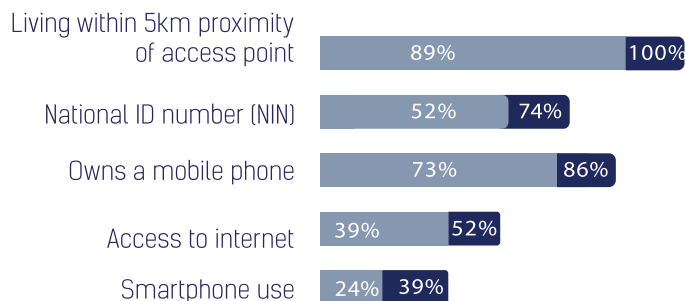 Living within 5km proximity
of access point
89% 100%
National ID number (NIN)
52% 74%
Owns a mobile phone
73% 86%
Access to internet
39% 52%
Smartphone use
24% 39%